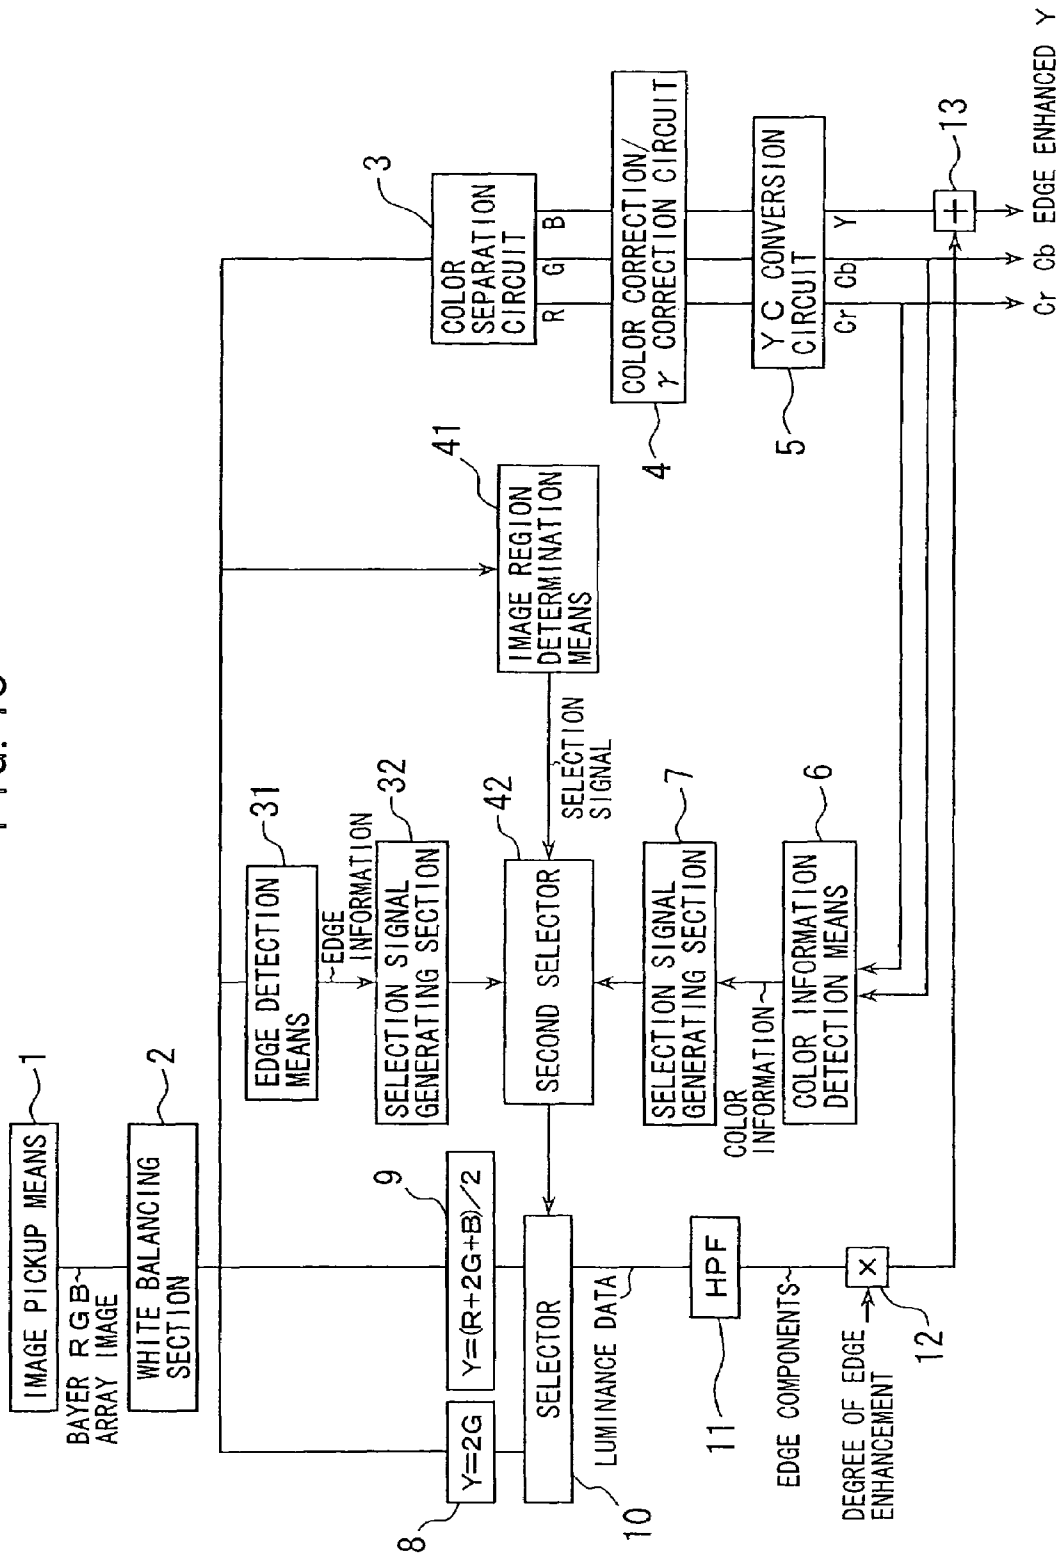 IMAGE PICKUP MEANS
1
BAYER RGB
ARRAY IMAGE
WHITE BALANCING
SECTION
2
EDGE DETECTION
MEANS
31
EDGE
INFORMATION
SELECTION SIGNAL
GENERATING SECTION
32
IMAGE REGION
DETERMINATION
MEANS
41
SELECTION
SIGNAL
SECOND SELECTOR
42
SELECTION SIGNAL
GENERATING SECTION
7
COLOR
INFORMATION
COLOR INFORMATION
DETECTION MEANS
6
COLOR
SEPARATION
CIRCUIT
3
R G B
COLOR CORRECTION/
γ CORRECTION CIRCUIT
4
YC CONVERSION
CIRCUIT
5
Cr Cb Y
13
+
Cr Cb EDGE ENHANCED Y
8
Y=2G
9
Y=(R+2G+B)/2
SELECTOR
10
LUMINANCE DATA
HPF
11
EDGE COMPONENTS
DEGREE OF EDGE
ENHANCEMENT
×
12